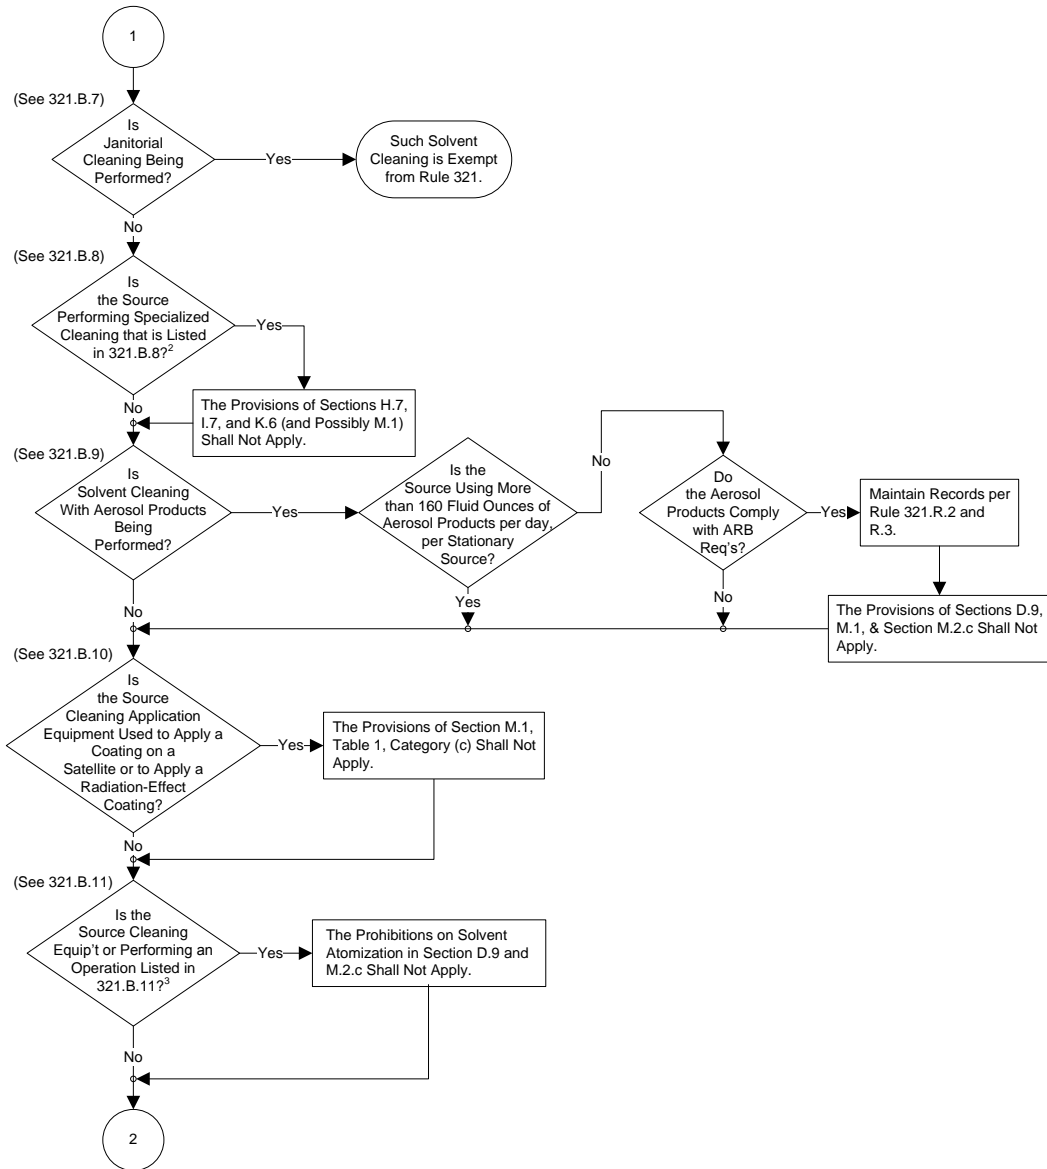 1
(See 321.B.7)
Is
Janitorial
Cleaning Being
Performed?
Yes
Such Solvent
Cleaning is Exempt
from Rule 321.
No
(See 321.B.8)
Is
the Source
Performing Specialized
Cleaning that is Listed
in 321.B.8?²
Yes
The Provisions of Sections H.7,
I.7, and K.6 (and Possibly M.1)
Shall Not Apply.
No
(See 321.B.9)
Is
Solvent Cleaning
With Aerosol Products
Being
Performed?
Yes
Is the
Source Using More
than 160 Fluid Ounces of
Aerosol Products per day,
per Stationary
Source?
No
Do
the Aerosol
Products Comply
with ARB
Req's?
Yes
Maintain Records per
Rule 321.R.2 and
R.3.
No
Yes
No
The Provisions of Sections D.9,
M.1, & Section M.2.c Shall Not
Apply.
(See 321.B.10)
Is
the Source
Cleaning Application
Equipment Used to Apply a
Coating on a
Satellite or to Apply a
Radiation-Effect
Coating?
Yes
The Provisions of Section M.1,
Table 1, Category (c) Shall Not
Apply.
No
(See 321.B.11)
Is the
Source Cleaning
Equip't or Performing an
Operation Listed in
321.B.11?³
Yes
The Prohibitions on Solvent
Atomization in Section D.9 and
M.2.c Shall Not Apply.
No
2